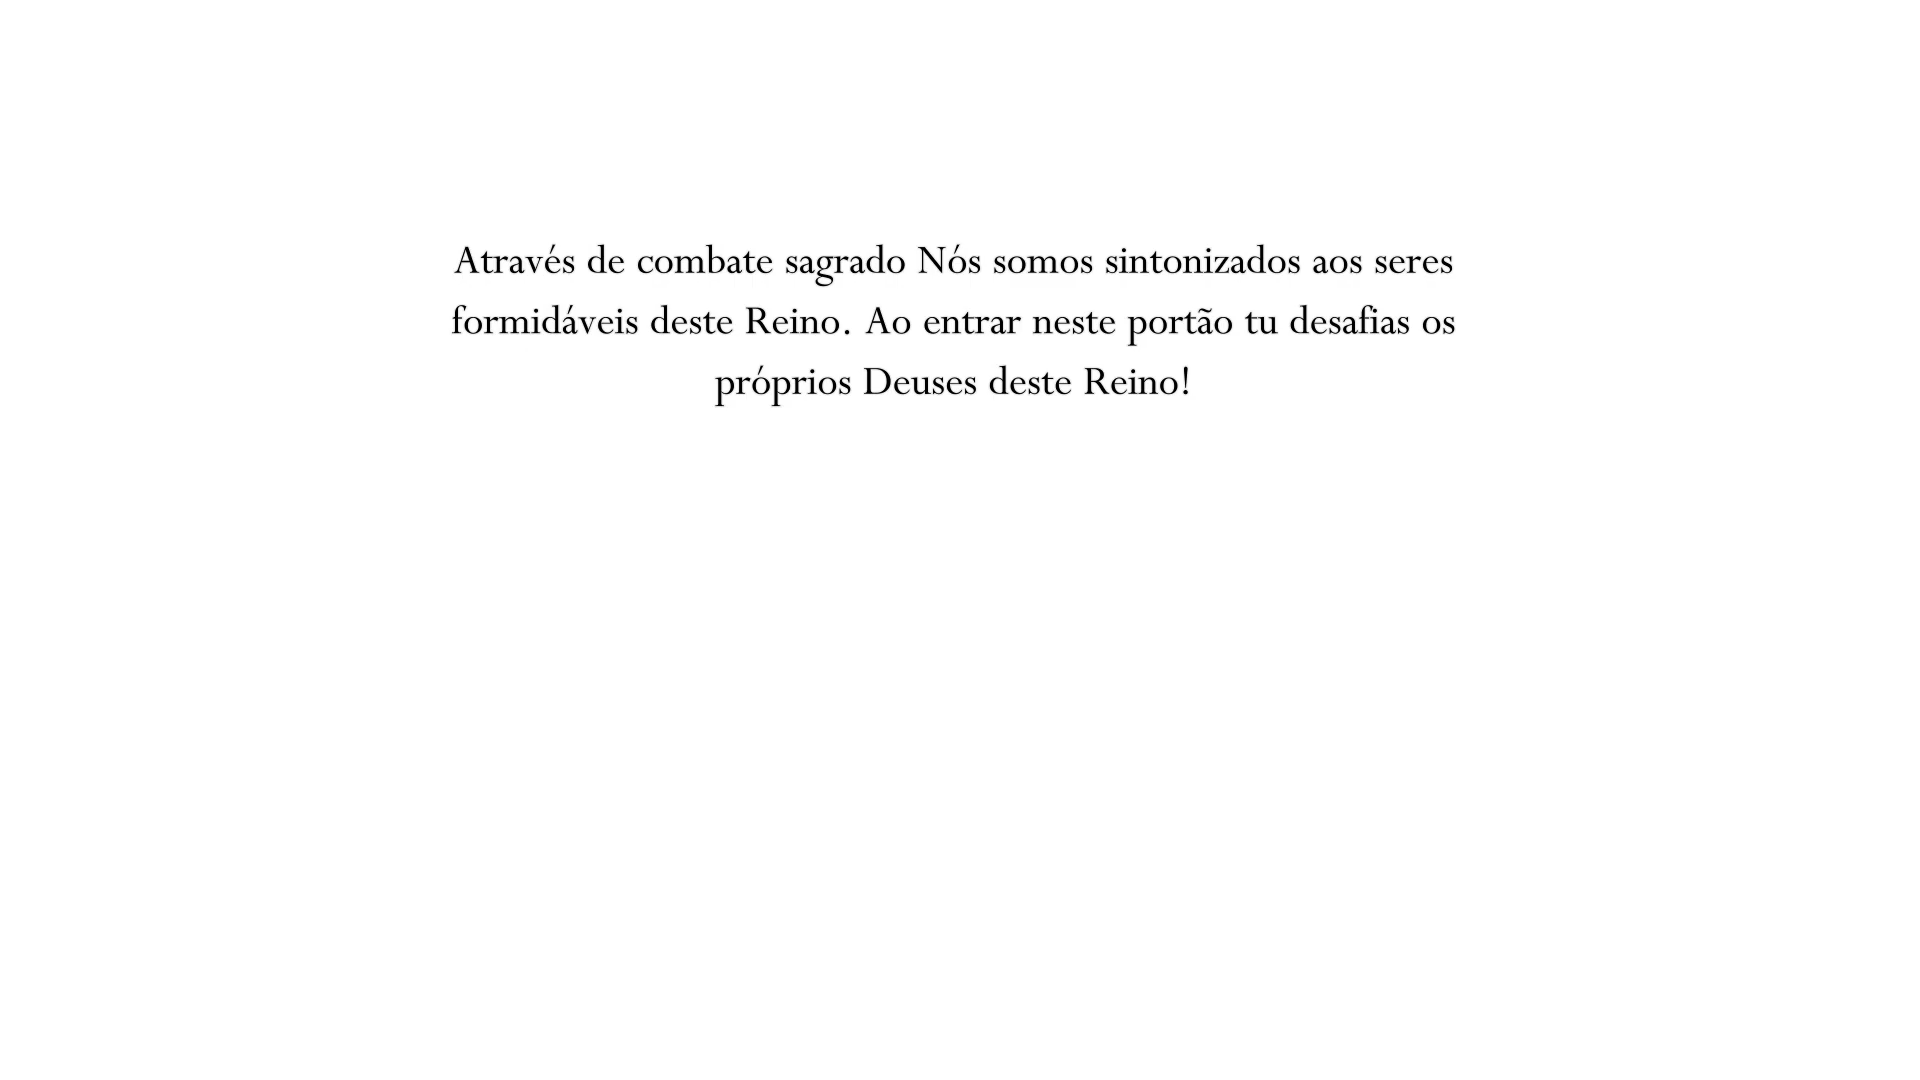 Através de combate sagrado Nós somos sintonizados aos seres
formidáveis deste Reino. Ao entrar neste portão tu desafias os
próprios Deuses deste Reino!